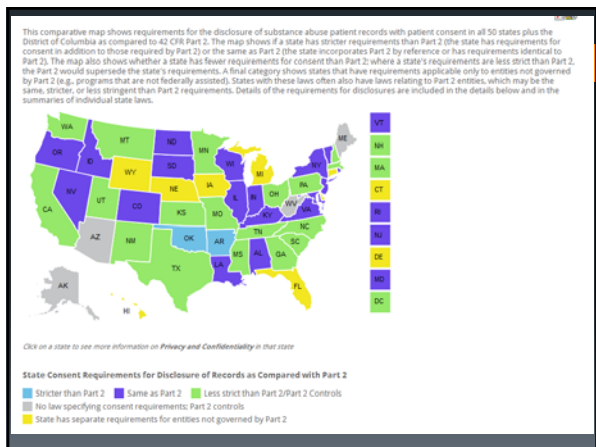 This comparative map shows requirements for the disclosure of substance abuse patient records with patient consent in all 50 states plus the
District of Columbia as compared to 42 CFR Part 2. The map shows if a state has stricter requirements than Part 2 (the state has requirements for
consent in addition to those required by Part 2) or the same as Part 2 (the state incorporates Part 2 by reference or has requirements identical to
Part 2). The map also shows whether a state has fewer requirements for consent than Part 2; where a state's requirements are less strict than Part 2,
the Part 2 would supersede the state's requirements. A final category shows states that have requirements applicable only to entities not governed
by Part 2 (e.g., programs that are not federally assisted). States with these laws often also have laws relating to Part 2 entities, which may be the
same, stricter, or less stringent than Part 2 requirements. Details of the requirements for disclosures are included in the details below and in the
summaries of individual state laws.
WA
MT
ND
MN
ME
VT
OR
ID
SD
WI
MI
NY
NH
WY
IA
MA
NE
PA
NV
UT
CO
IL
IN
OH
CT
CA
KS
MO
KY
WV
VA
RI
NC
TN
NJ
AZ
NM
OK
AR
SC
DE
MS
AL
GA
TX
LA
MD
FL
DC
AK
HI
Click on a state to see more information on Privacy and Confidentiality in that state
State Consent Requirements for Disclosure of Records as Compared with Part 2
Stricter than Part 2 Same as Part 2 Less strict than Part 2/Part 2 Controls
No law specifying consent requirements; Part 2 controls
State has separate requirements for entities not governed by Part 2